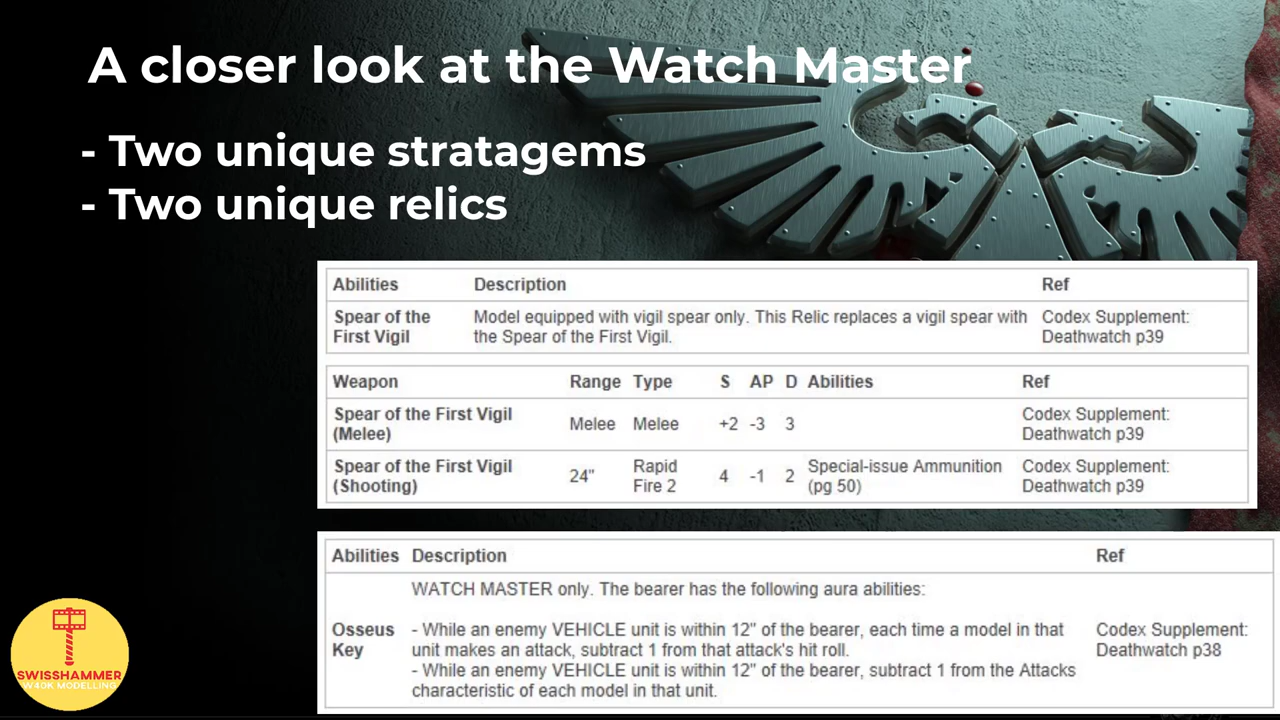 A closer look at the Watch Master
- Two unique stratagems
- Two unique relics
Abilities Description Ref
Spear of the First Vigil Model equipped with vigil spear only. This Relic replaces a vigil spear with Codex Supplement:
the Spear of the First Vigil. Deathwatch p39
Weapon Range Type S AP D Abilities Ref
Spear of the First Vigil Codex Supplement:
(Melee) Melee Melee +2 -3 3 Deathwatch p39
Spear of the First Vigil Rapid Special-issue Ammunition Codex Supplement:
(Shooting) 24" Fire 2 4 -1 2 (pg 50) Deathwatch p39
Abilities Description Ref
WATCH MASTER only. The bearer has the following aura abilities:
Osseus - While an enemy VEHICLE unit is within 12" of the bearer, each time a model in that Codex Supplement:
Key unit makes an attack, subtract 1 from that attack's hit roll. Deathwatch p38
- While an enemy VEHICLE unit is within 12" of the bearer, subtract 1 from the Attacks
characteristic of each model in that unit.
SWISSHAMMER
W40K MODELLING